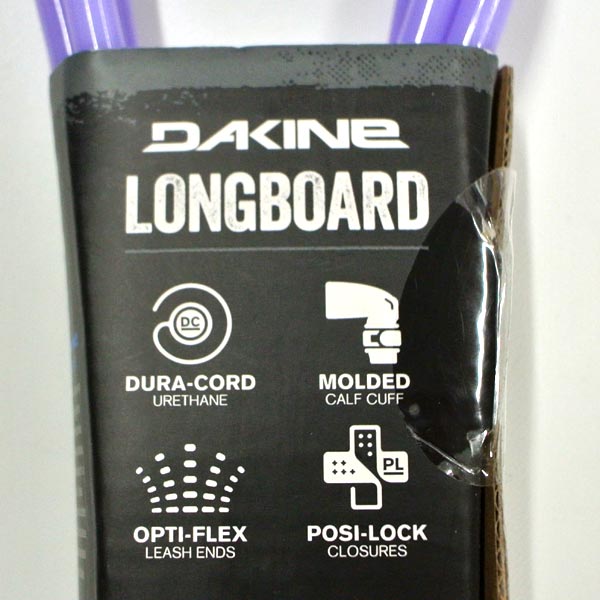 DAKINE
LONGBOARD
DC
DURA-CORD
URETHANE
MOLDED
CALF CUFF
OPTI-FLEX
LEASH ENDS
PL
POSI-LOCK
CLOSURES